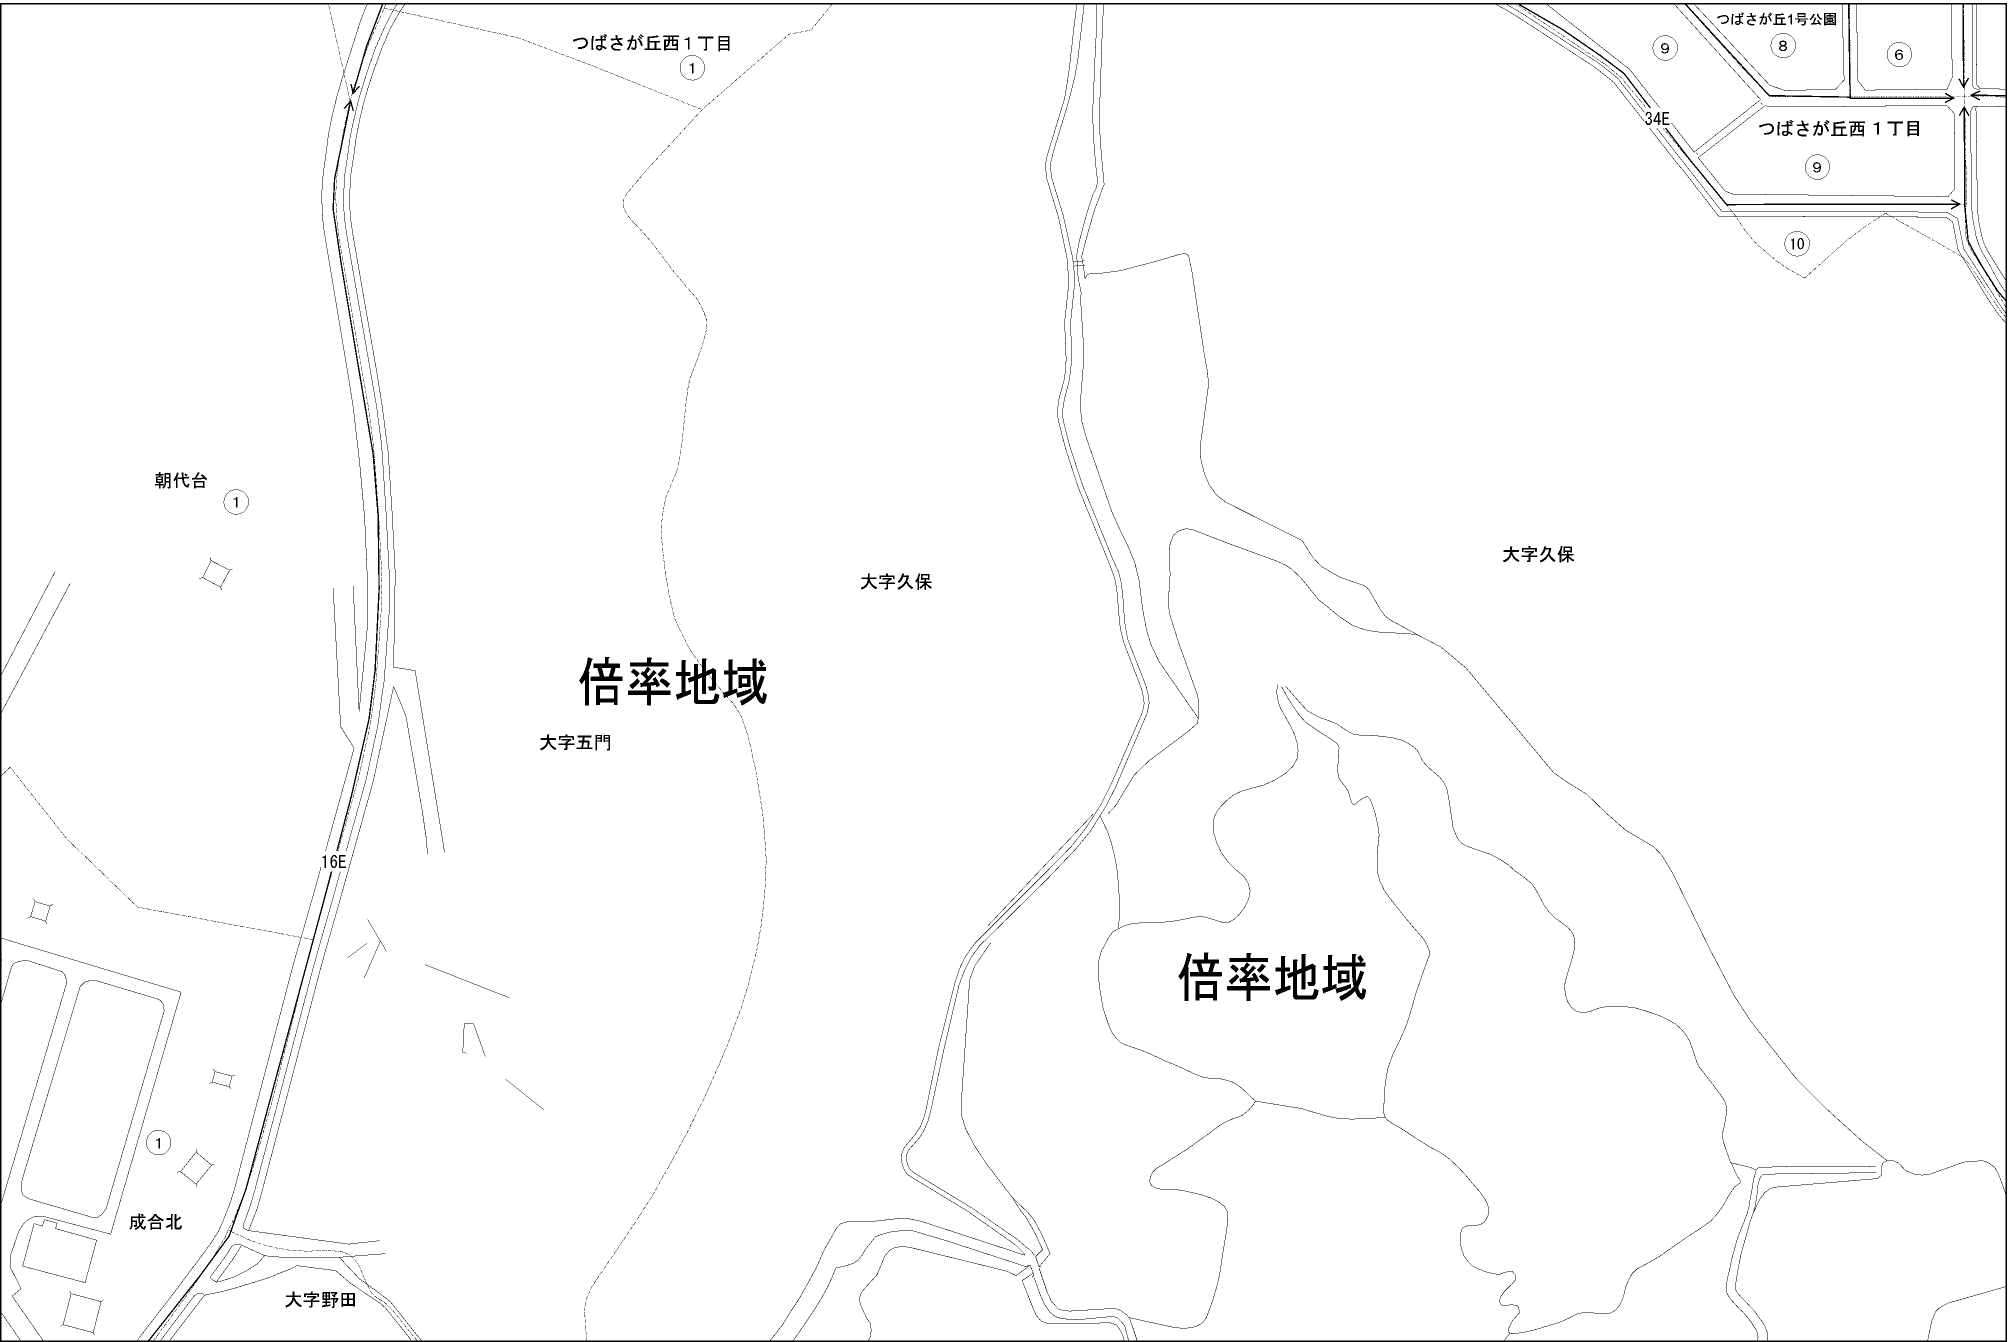 つばさが丘西１丁目
1
9
つばさが丘1号公園
8
6
34E
つばさが丘西１丁目
9
10
朝代台
1
大字久保
大字久保
倍率地域
大字五門
16E
倍率地域
1
成合北
大字野田